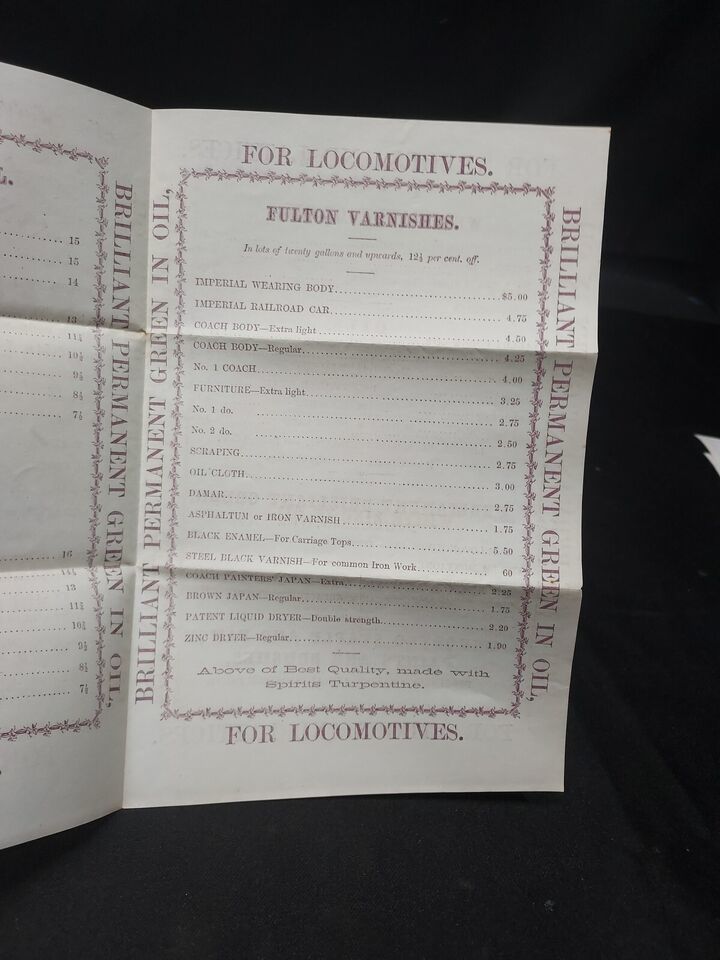 L.
15
15
14
13
11½
10½
9½
8½
7½
16
14½
13
11½
10½
9½
8½
7½
BRILLIANT PERMANENT GREEN IN OIL,
BRILLIANT PERMANENT GREEN IN OIL,
FOR LOCOMOTIVES.
FULTON VARNISHES.
In lots of twenty gallons and upwards, 12½ per cent. off.
IMPERIAL WEARING BODY $5.00
IMPERIAL RAILROAD CAR 4.75
COACH BODY—Extra light 4.50
COACH BODY—Regular 4.25
No. 1 COACH 4.00
FURNITURE—Extra light 3.25
No. 1 do. 2.75
No. 2 do. 2.50
SCRAPING 2.75
OIL CLOTH 3.00
DAMAR 2.75
ASPHALTUM or IRON VARNISH 1.75
BLACK ENAMEL—For Carriage Tops 5.50
STEEL BLACK VARNISH—For common Iron Work 60
COACH PAINTERS' JAPAN—Extra 2.25
BROWN JAPAN—Regular 1.75
PATENT LIQUID DRYER—Double strength 2.20
ZINC DRYER—Regular 1.90
Above of Best Quality, made with
Spirits Turpentine.
FOR LOCOMOTIVES.
BRILLIANT PERMANENT GREEN IN OIL,